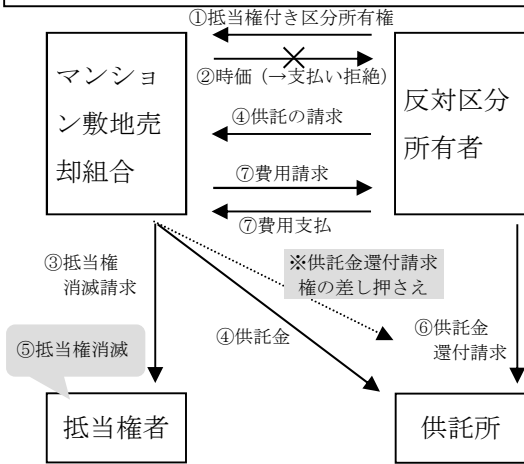 ①抵当権付き区分所有権
マンショ
ン敷地売
却組合
②時価（→支払い拒絶）
反対区分
所有者
④供託の請求
⑦費用請求
⑦費用支払
③抵当権
消滅請求
※供託金還付請求
権の差し押さえ
⑤抵当権消滅
④供託金
⑥供託金
還付請求
抵当権者
供託所